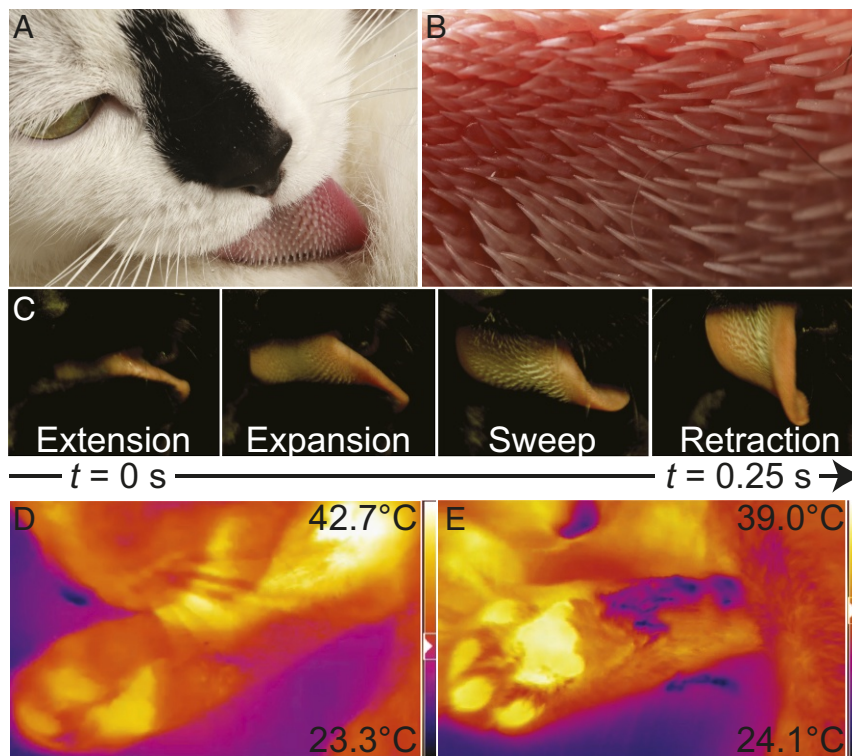 A
B
C
Extension
Expansion
Sweep
Retraction
t = 0 s
t = 0.25 s
D
42.7°C
23.3°C
E
39.0°C
24.1°C